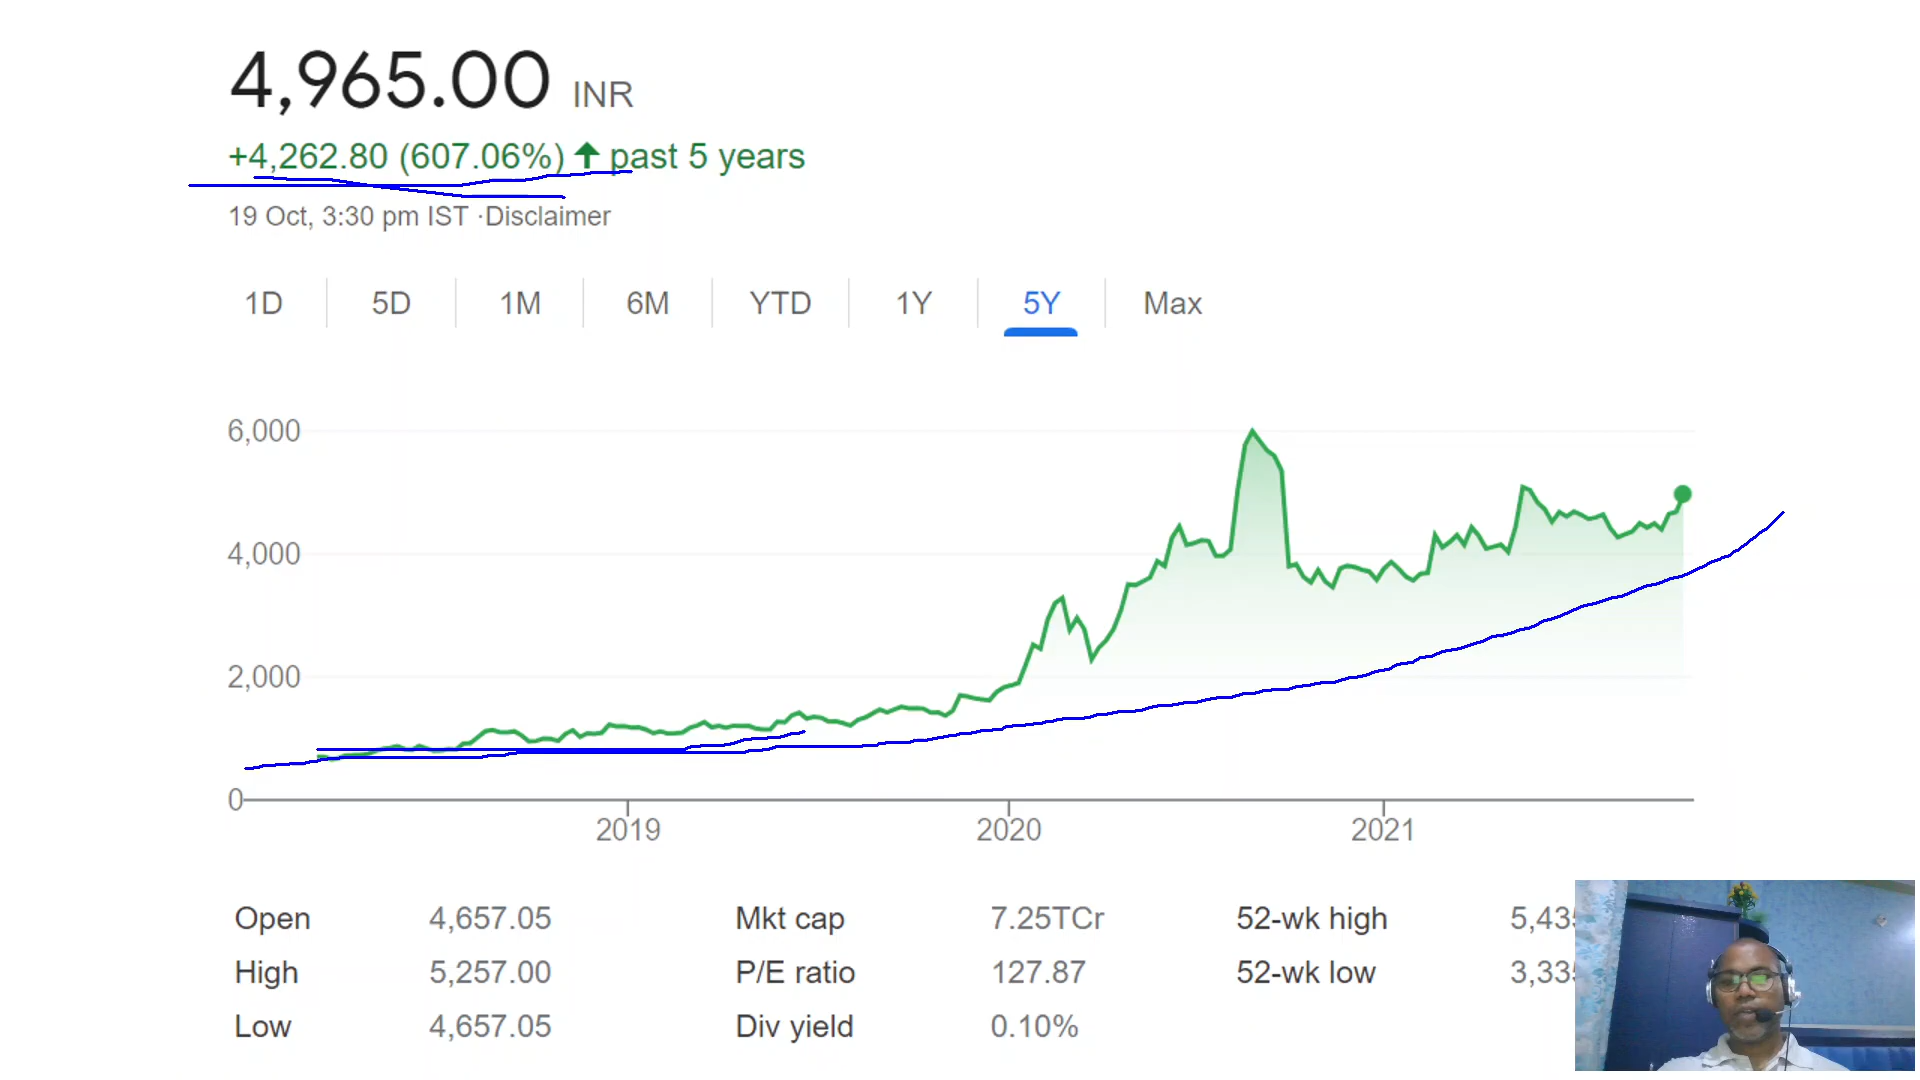 4,965.00 INR
+4,262.80 (607.06%) ↑ past 5 years
19 Oct, 3:30 pm IST ·Disclaimer
1D 5D 1M 6M YTD 1Y 5Y Max
6,000
4,000
2,000
0
2019 2020 2021
Open 4,657.05 Mkt cap 7.25TCr 52-wk high
High 5,257.00 P/E ratio 127.87 52-wk low
Low 4,657.05 Div yield 0.10%